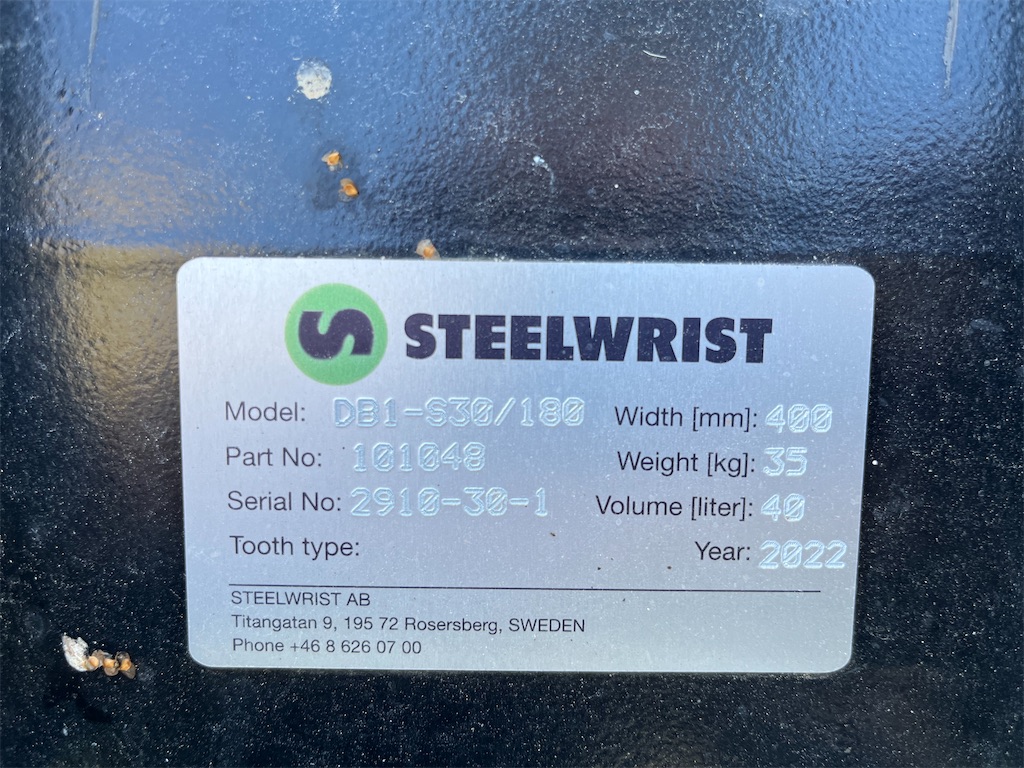 STEELWRIST
Model: DB1-S30/180 Width [mm]: 400
Part No: 101048 Weight [kg]: 35
Serial No: 2910-30-1 Volume [liter]: 40
Tooth type: Year: 2022
STEELWRIST AB
Titangatan 9, 195 72 Rosersberg, SWEDEN
Phone +46 8 626 07 00